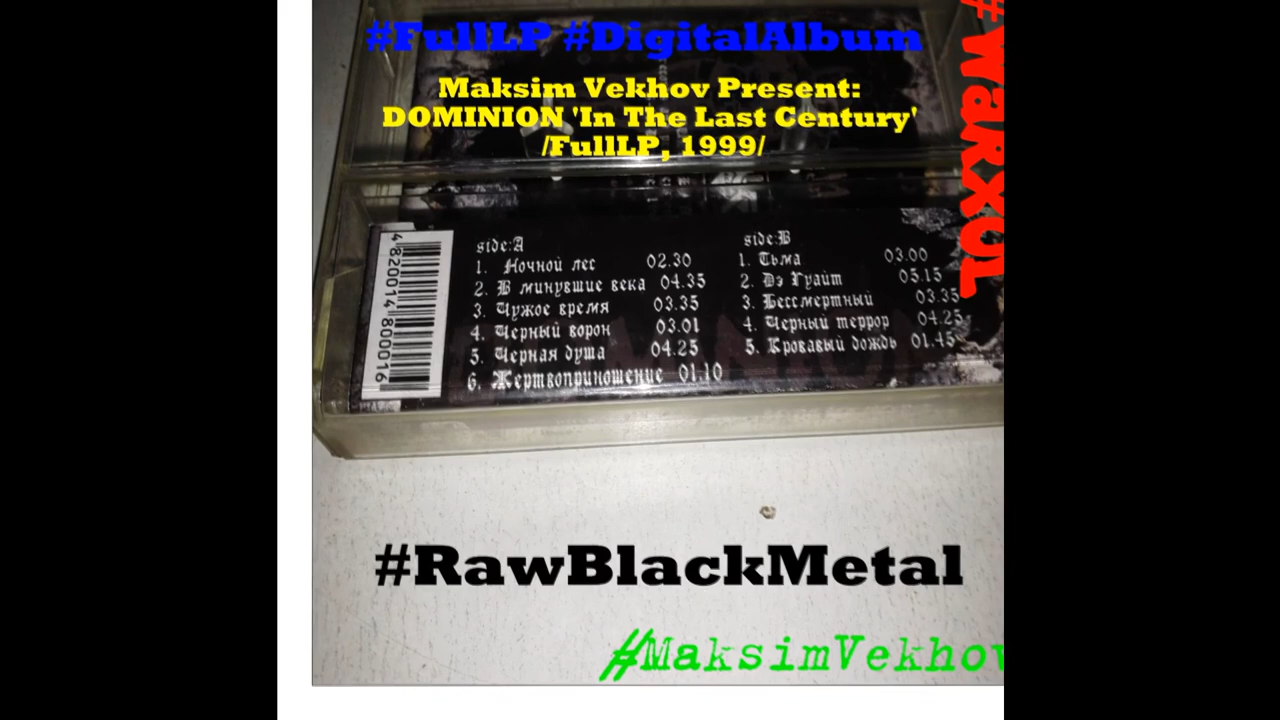 #FullLP #DigitalAlbum
Maksim Vekhov Present:
DOMINION 'In The Last Century'
/FullLP, 1999/
#Warxol
side:A
1. Ночной лес 02.30
2. В минувшие века 04.35
3. Чужое время 03.35
4. Черный ворон 03.01
5. Черная душа 04.25
6. Жертвоприношение 01.10
side:B
1. Тьма 03.00
2. Дэ Грайт 05.15
3. Бессмертный 03.35
4. Черный террор 04.25
5. Кровавый дождь 01.45
4820014800016
#RawBlackMetal
#MaksimVekhov